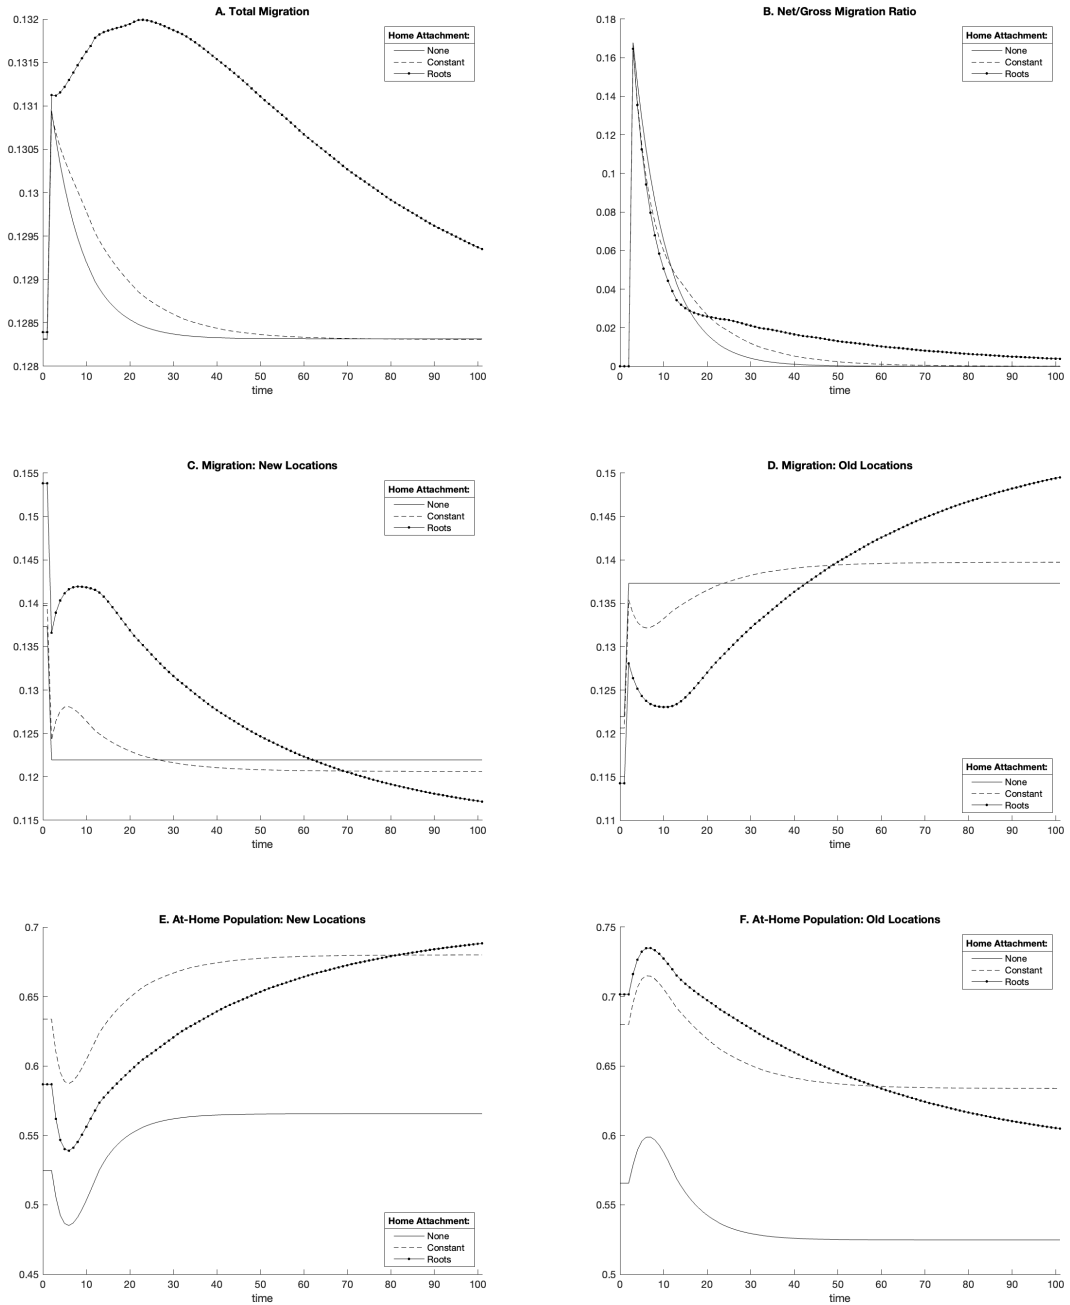 A. Total Migration
0.132
0.1315
0.131
0.1305
0.13
0.1295
0.129
0.1285
0.128
0 10 20 30 40 50 60 70 80 90 100
time
Home Attachment:
None
Constant
Roots
B. Net/Gross Migration Ratio
0.18
0.16
0.14
0.12
0.1
0.08
0.06
0.04
0.02
0
0 10 20 30 40 50 60 70 80 90 100
time
Home Attachment:
None
Constant
Roots
C. Migration: New Locations
0.155
0.15
0.145
0.14
0.135
0.13
0.125
0.12
0.115
0 10 20 30 40 50 60 70 80 90 100
time
Home Attachment:
None
Constant
Roots
D. Migration: Old Locations
0.15
0.145
0.14
0.135
0.13
0.125
0.12
0.115
0.11
0 10 20 30 40 50 60 70 80 90 100
time
Home Attachment:
None
Constant
Roots
E. At-Home Population: New Locations
0.7
0.65
0.6
0.55
0.5
0.45
0 10 20 30 40 50 60 70 80 90 100
time
Home Attachment:
None
Constant
Roots
F. At-Home Population: Old Locations
0.75
0.7
0.65
0.6
0.55
0.5
0 10 20 30 40 50 60 70 80 90 100
time
Home Attachment:
None
Constant
Roots